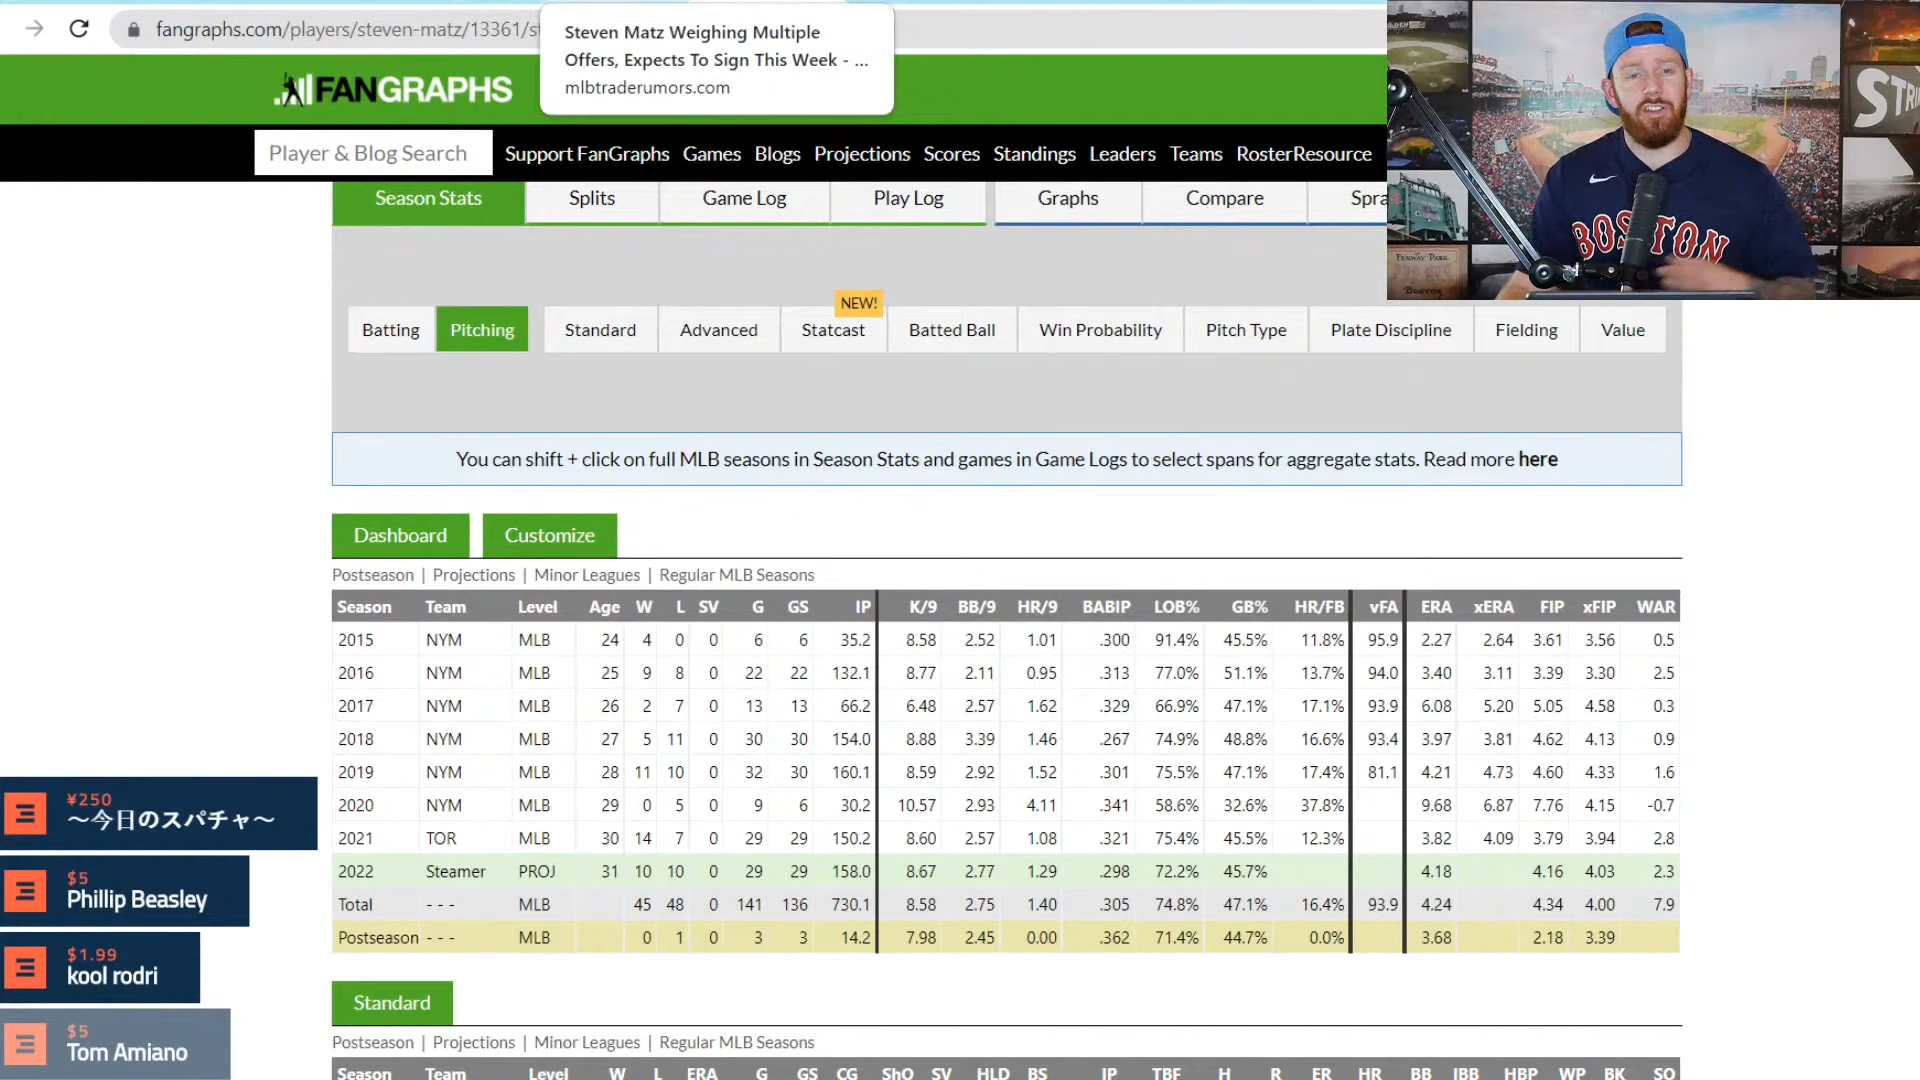 fangraphs.com/players/steven-matz/13361/st
Steven Matz Weighing Multiple
Offers, Expects To Sign This Week - ...
mlbtraderumors.com
FANGRAPHS
Player & Blog Search
Support FanGraphs Games Blogs Projections Scores Standings Leaders Teams RosterResource
Season Stats Splits Game Log Play Log Graphs Compare Spra
NEW!
Batting Pitching Standard Advanced Statcast Batted Ball Win Probability Pitch Type Plate Discipline Fielding Value
You can shift + click on full MLB seasons in Season Stats and games in Game Logs to select spans for aggregate stats. Read more here
Dashboard Customize
Postseason | Projections | Minor Leagues | Regular MLB Seasons
Season Team Level Age W L SV G GS IP K/9 BB/9 HR/9 BABIP LOB% GB% HR/FB vFA ERA xERA FIP xFIP WAR
2015 NYM MLB 24 4 0 0 6 6 35.2 8.58 2.52 1.01 .300 91.4% 45.5% 11.8% 95.9 2.27 2.64 3.61 3.56 0.5
2016 NYM MLB 25 9 8 0 22 22 132.1 8.77 2.11 0.95 .313 77.0% 51.1% 13.7% 94.0 3.40 3.11 3.39 3.30 2.5
2017 NYM MLB 26 2 7 0 13 13 66.2 6.48 2.57 1.62 .329 66.9% 47.1% 17.1% 93.9 6.08 5.20 5.05 4.58 0.3
2018 NYM MLB 27 5 11 0 30 30 154.0 8.88 3.39 1.46 .267 74.9% 48.8% 16.6% 93.4 3.97 3.81 4.62 4.13 0.9
2019 NYM MLB 28 11 10 0 32 30 160.1 8.59 2.92 1.52 .301 75.5% 47.1% 17.4% 81.1 4.21 4.73 4.60 4.33 1.6
2020 NYM MLB 29 0 5 0 9 6 30.2 10.57 2.93 4.11 .341 58.6% 32.6% 37.8% 9.68 6.87 7.76 4.15 -0.7
2021 TOR MLB 30 14 7 0 29 29 150.2 8.60 2.57 1.08 .321 75.4% 45.5% 12.3% 3.82 4.09 3.79 3.94 2.8
2022 Steamer PROJ 31 10 10 0 29 29 158.0 8.67 2.77 1.29 .298 72.2% 45.7% 4.18 4.16 4.03 2.3
Total - - - MLB 45 48 0 141 136 730.1 8.58 2.75 1.40 .305 74.8% 47.1% 16.4% 93.9 4.24 4.34 4.00 7.9
Postseason - - - MLB 0 1 0 3 3 14.2 7.98 2.45 0.00 .362 71.4% 44.7% 0.0% 3.68 2.18 3.39
Standard
Postseason | Projections | Minor Leagues | Regular MLB Seasons
Season Team Level W L ERA G GS CG ShO SV HLD BS IP TBF H R ER HR BB IBB HBP WP BK SO
BOSTON
FENWAY PARK
STRI
¥250
～今日のスパチャ～
$5
Phillip Beasley
$1.99
kool rodri
$5
Tom Amiano